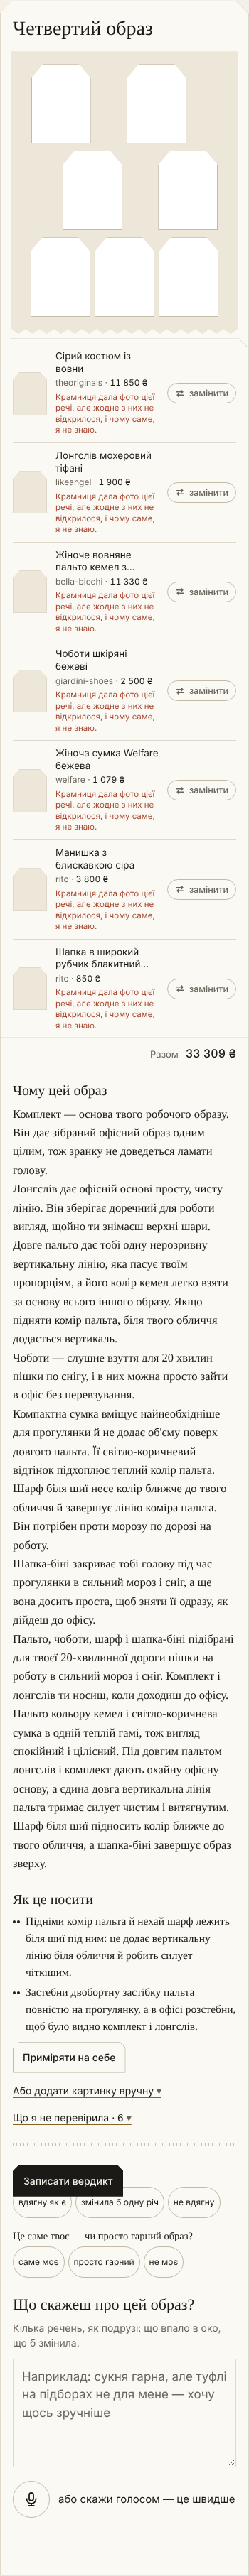 Четвертий образ
Сірий костюм із
вовни
theoriginals · 11 850 ₴
Крамниця дала фото цієї
речі, але жодне з них не
відкрилося, і чому саме,
я не знаю.
⇄ замінити
Лонгслів мохеровий
тіфані
likeangel · 1 900 ₴
Крамниця дала фото цієї
речі, але жодне з них не
відкрилося, і чому саме,
я не знаю.
⇄ замінити
Жіноче вовняне
пальто кемел з...
bella-bicchi · 11 330 ₴
Крамниця дала фото цієї
речі, але жодне з них не
відкрилося, і чому саме,
я не знаю.
⇄ замінити
Чоботи шкіряні
бежеві
giardini-shoes · 2 500 ₴
Крамниця дала фото цієї
речі, але жодне з них не
відкрилося, і чому саме,
я не знаю.
⇄ замінити
Жіноча сумка Welfare
бежева
welfare · 1 079 ₴
Крамниця дала фото цієї
речі, але жодне з них не
відкрилося, і чому саме,
я не знаю.
⇄ замінити
Манишка з
блискавкою сіра
rito · 3 800 ₴
Крамниця дала фото цієї
речі, але жодне з них не
відкрилося, і чому саме,
я не знаю.
⇄ замінити
Шапка в широкий
рубчик блакитний...
rito · 850 ₴
Крамниця дала фото цієї
речі, але жодне з них не
відкрилося, і чому саме,
я не знаю.
⇄ замінити
Разом 33 309 ₴
Чому цей образ
Комплект — основа твого робочого образу.
Він дає зібраний офісний образ одним
цілим, тож зранку не доведеться ламати
голову.
Лонгслів дає офісній основі просту, чисту
лінію. Він зберігає доречний для роботи
вигляд, щойно ти знімаєш верхні шари.
Довге пальто дає тобі одну нерозривну
вертикальну лінію, яка пасує твоїм
пропорціям, а його колір кемел легко взяти
за основу всього іншого образу. Якщо
підняти комір пальта, біля твого обличчя
додасться вертикаль.
Чоботи — слушне взуття для 20 хвилин
пішки по снігу, і в них можна просто зайти
в офіс без перевзування.
Компактна сумка вміщує найнеобхідніше
для прогулянки й не додає об'єму поверх
довгого пальта. Її світло-коричневий
відтінок підхоплює теплий колір пальта.
Шарф біля шиї несе колір ближче до твого
обличчя й завершує лінію коміра пальта.
Він потрібен проти морозу по дорозі на
роботу.
Шапка-біні закриває тобі голову під час
прогулянки в сильний мороз і сніг, а ще
вона досить проста, щоб зняти її одразу, як
дійдеш до офісу.
Пальто, чоботи, шарф і шапка-біні підібрані
для твоєї 20-хвилинної дороги пішки на
роботу в сильний мороз і сніг. Комплект і
лонгслів ти носиш, коли доходиш до офісу.
Пальто кольору кемел і світло-коричнева
сумка в одній теплій гамі, тож вигляд
спокійний і цілісний. Під довгим пальтом
лонгслів і комплект дають охайну офісну
основу, а єдина довга вертикальна лінія
пальта тримає силует чистим і витягнутим.
Шарф біля шиї підносить колір ближче до
твого обличчя, а шапка-біні завершує образ
зверху.
Як це носити
Підніми комір пальта й нехай шарф лежить
біля шиї під ним: це додає вертикальну
лінію біля обличчя й робить силует
чіткішим.
Застебни двобортну застібку пальта
повністю на прогулянку, а в офісі розстебни,
щоб було видно комплект і лонгслів.
Приміряти на себе
Або додати картинку вручну ▾
Що я не перевірила · 6 ▾
Записати вердикт
вдягну як є
змінила б одну річ
не вдягну
Це саме твоє — чи просто гарний образ?
саме моє
просто гарний
не моє
Що скажеш про цей образ?
Кілька речень, як подрузі: що впало в око,
що б змінила.
Наприклад: сукня гарна, але туфлі
на підборах не для мене — хочу
щось зручніше
або скажи голосом — це швидше